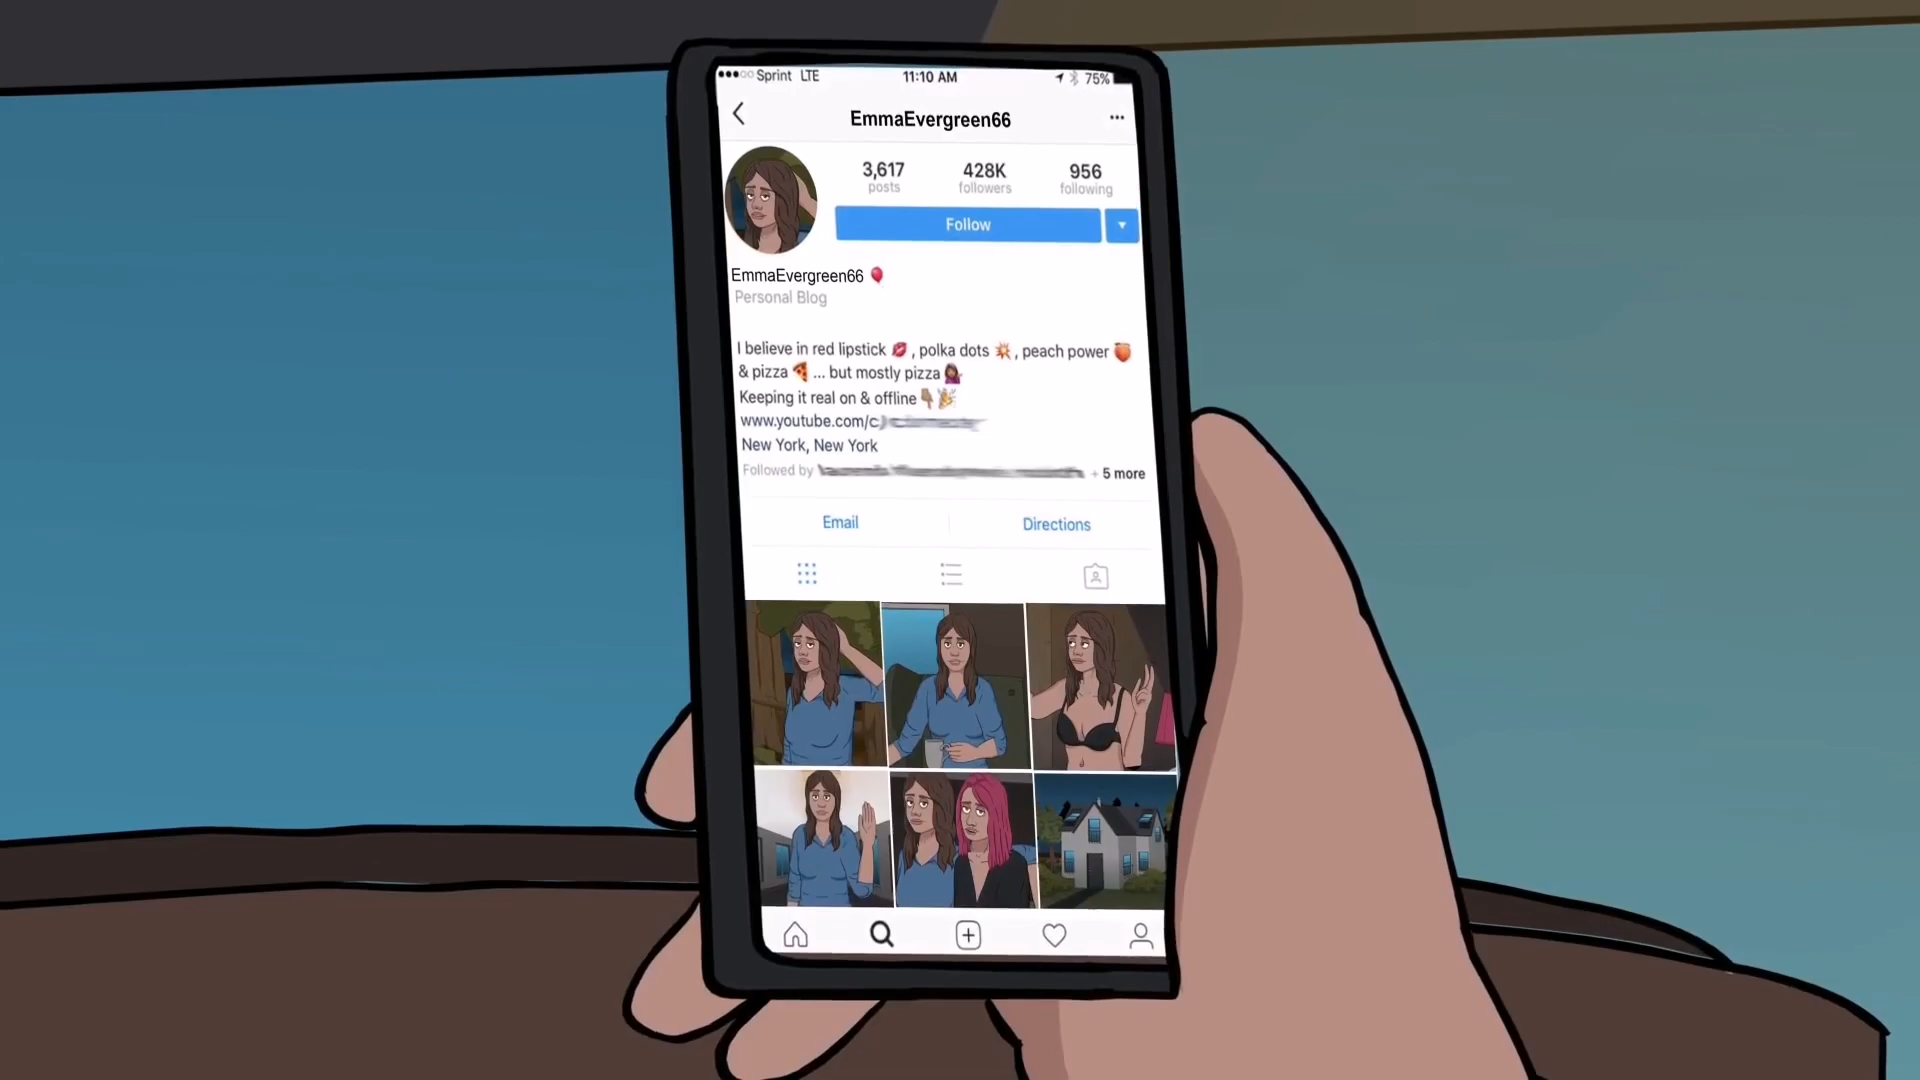 Sprint LTE 11:10 AM 75%
EmmaEvergreen66
3,617 428K 956
posts followers following
Follow
EmmaEvergreen66
Personal Blog
I believe in red lipstick 💋 , polka dots 💥 , peach power 🍑
& pizza 🍕 ... but mostly pizza 💁🏾‍♀️
Keeping it real on & offline 👇🏽🎉
www.youtube.com/c
New York, New York
Followed by + 5 more
Email Directions